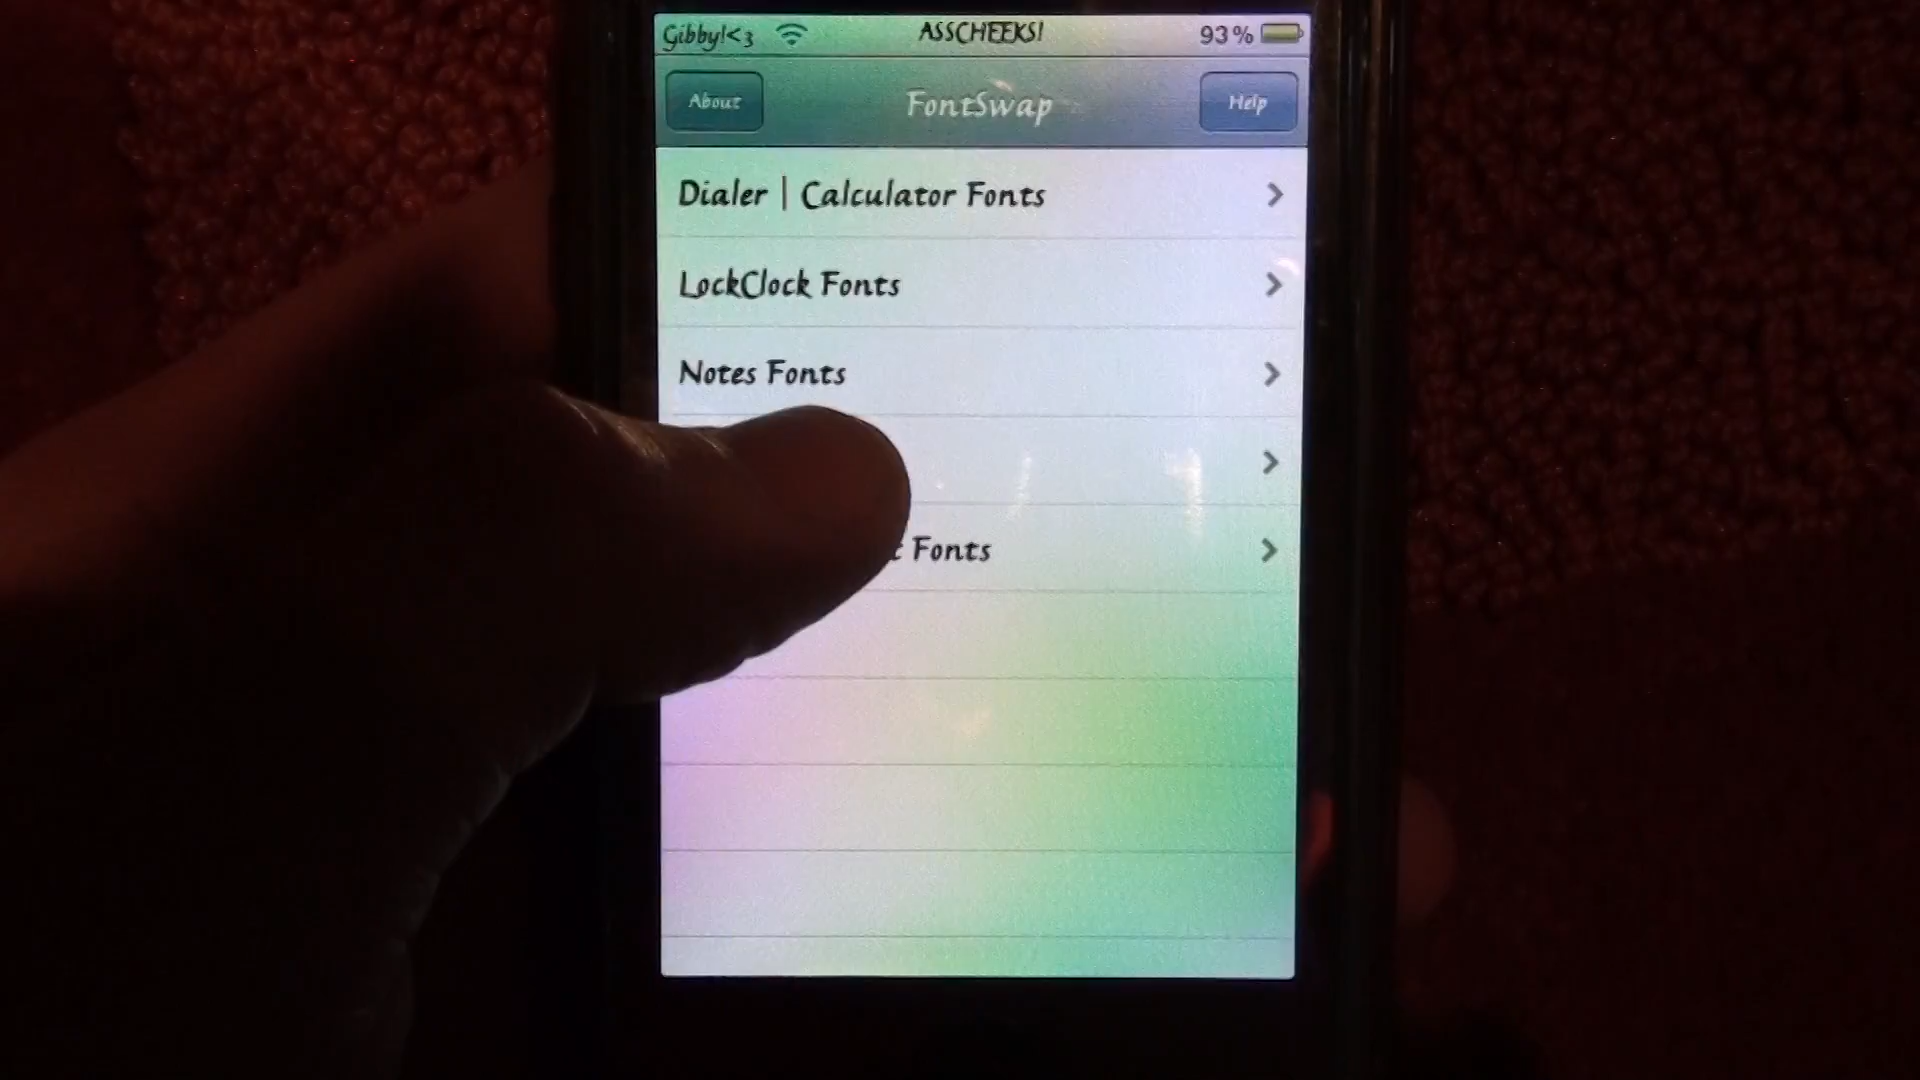 Gibby!<3 ASSCHEEKS! 93%
About FontSwap Help
Dialer | Calculator Fonts
LockClock Fonts
Notes Fonts
Fonts